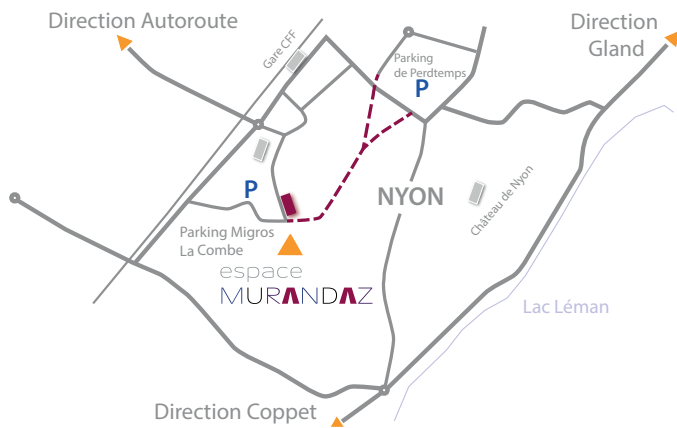 Direction Autoroute
Direction
Gland
Gare CFF
Parking
de Perdtemps
P
P
NYON
Château de Nyon
Parking Migros
La Combe
espace
MURANDAZ
Lac Léman
Direction Coppet